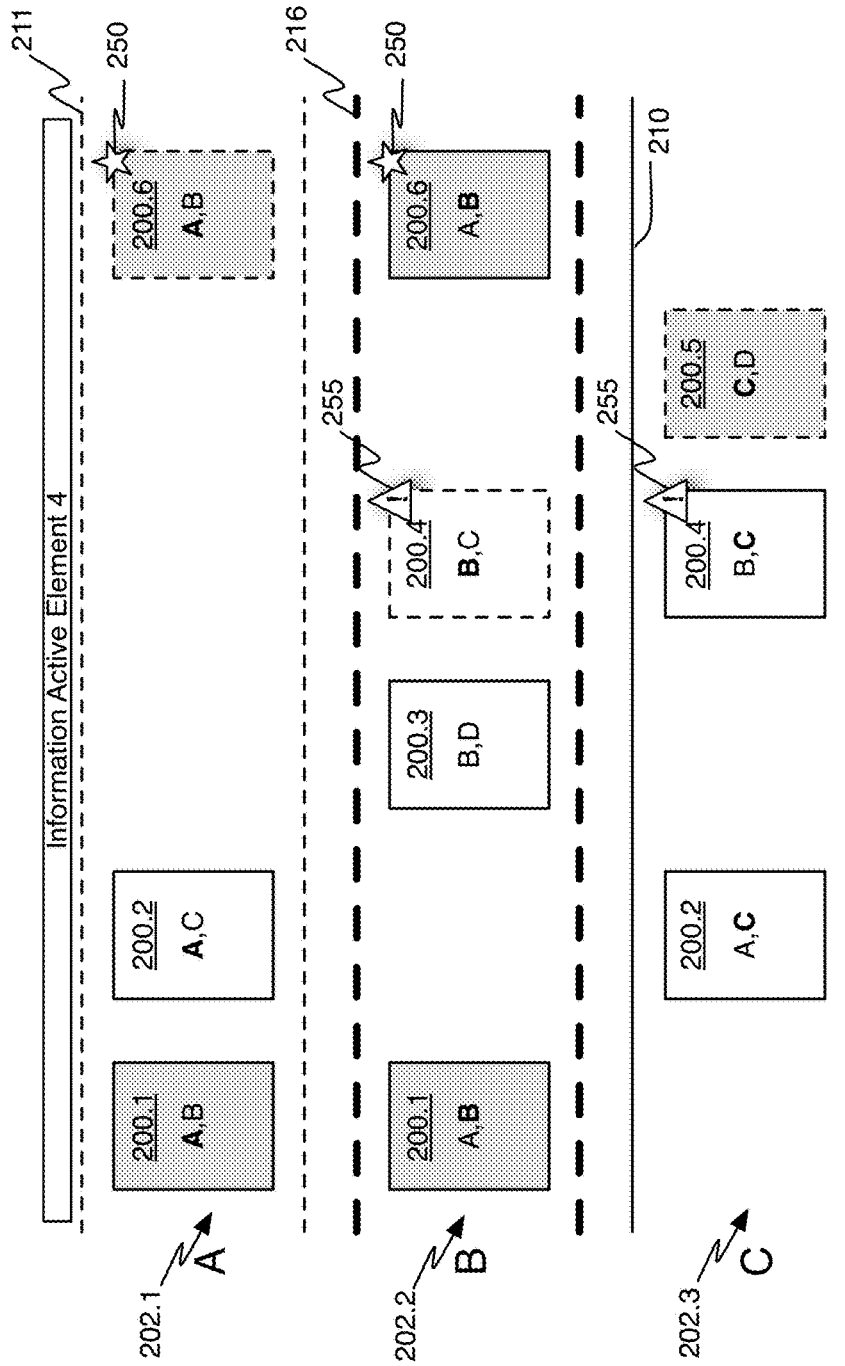 Information Active Element 4
211
202.1
A
200.1
A,B
200.2
A,C
200.6
A,B
250
216
202.2
B
200.1
A,B
200.3
B,D
200.4
B,C
!
255
200.6
A,B
250
202.3
C
200.2
A,C
200.4
B,C
!
255
200.5
C,D
210